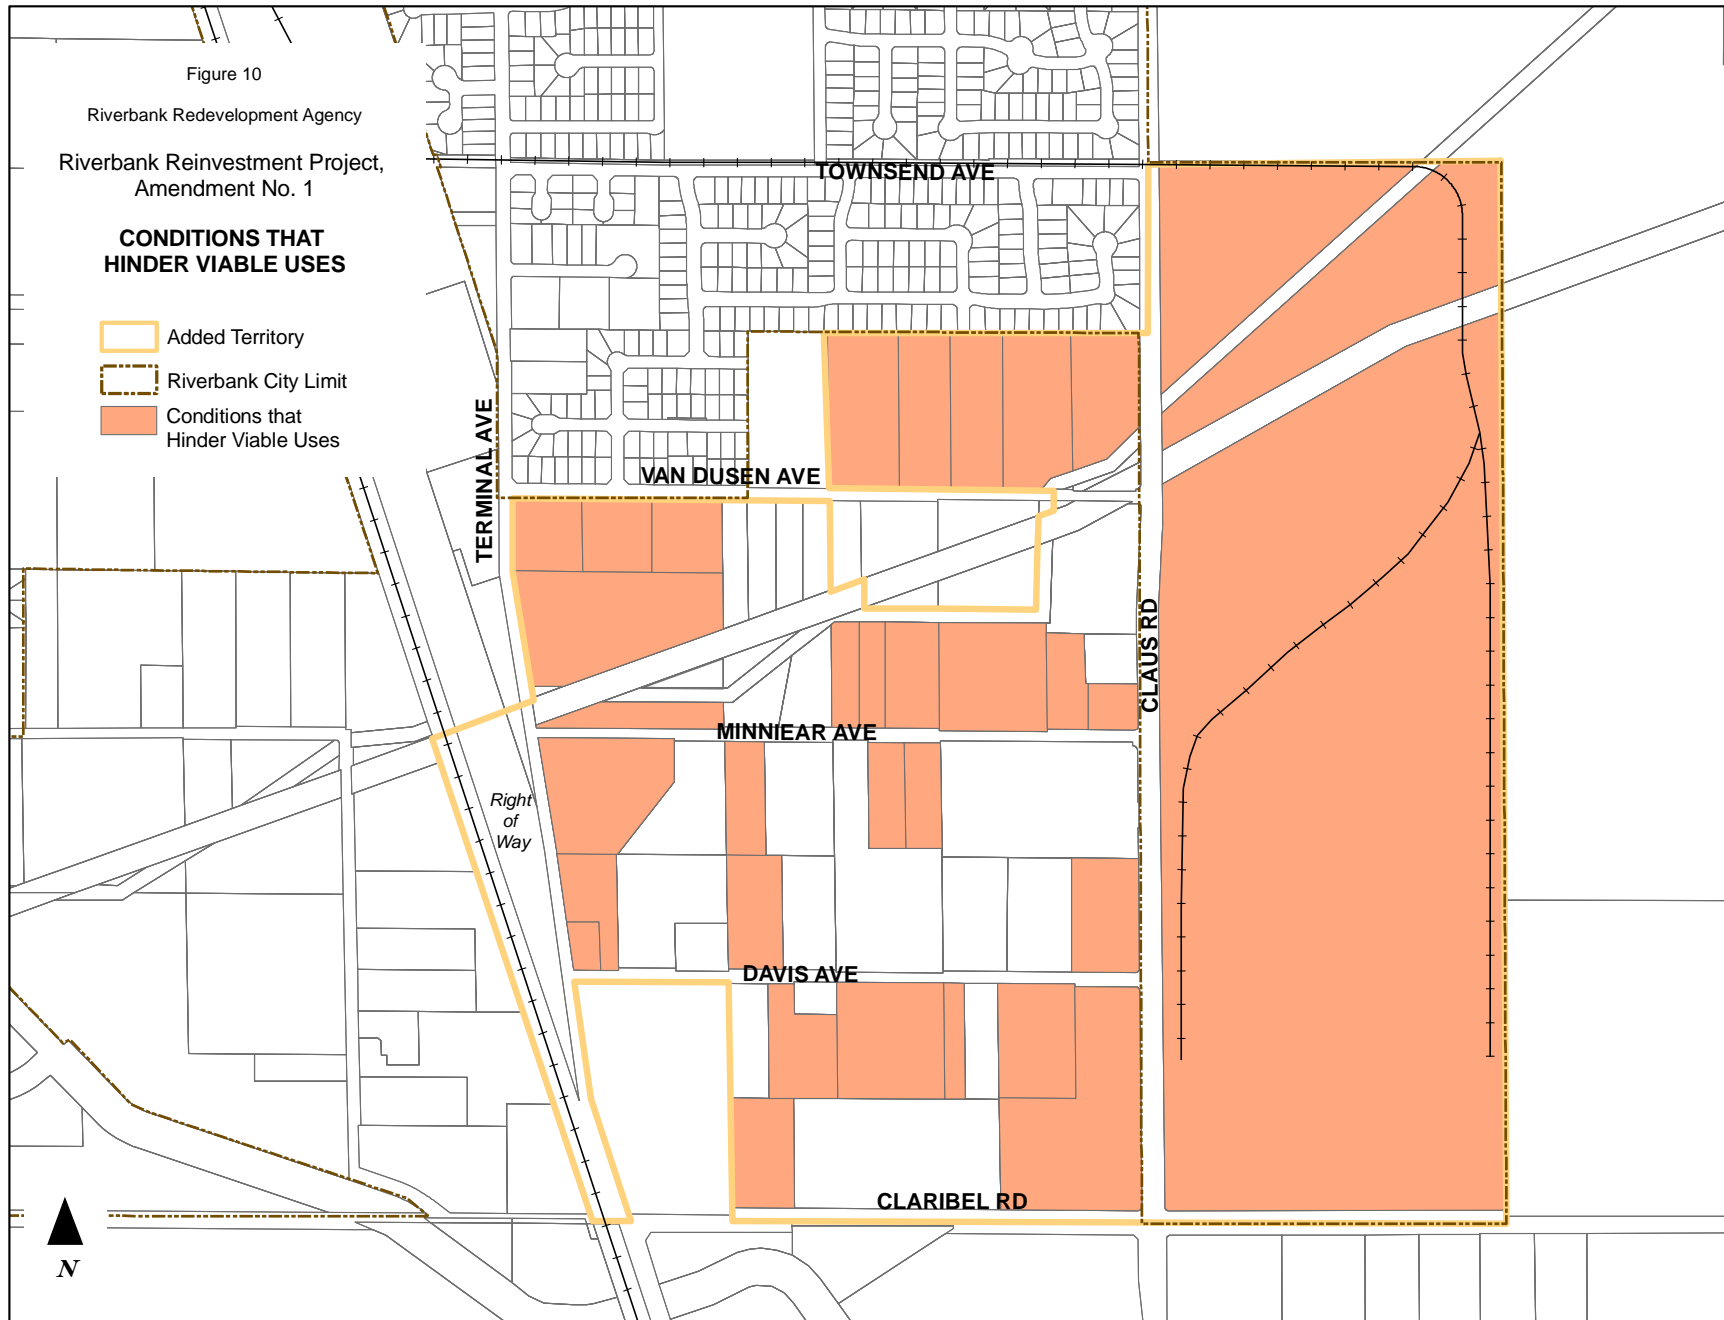 Figure 10
Riverbank Redevelopment Agency
Riverbank Reinvestment Project,
Amendment No. 1
CONDITIONS THAT
HINDER VIABLE USES
Added Territory
Riverbank City Limit
Conditions that
Hinder Viable Uses
TOWNSEND AVE
TERMINAL AVE
VAN DUSEN AVE
CLAUS RD
MINNIEAR AVE
Right
of
Way
DAVIS AVE
CLARIBEL RD
N